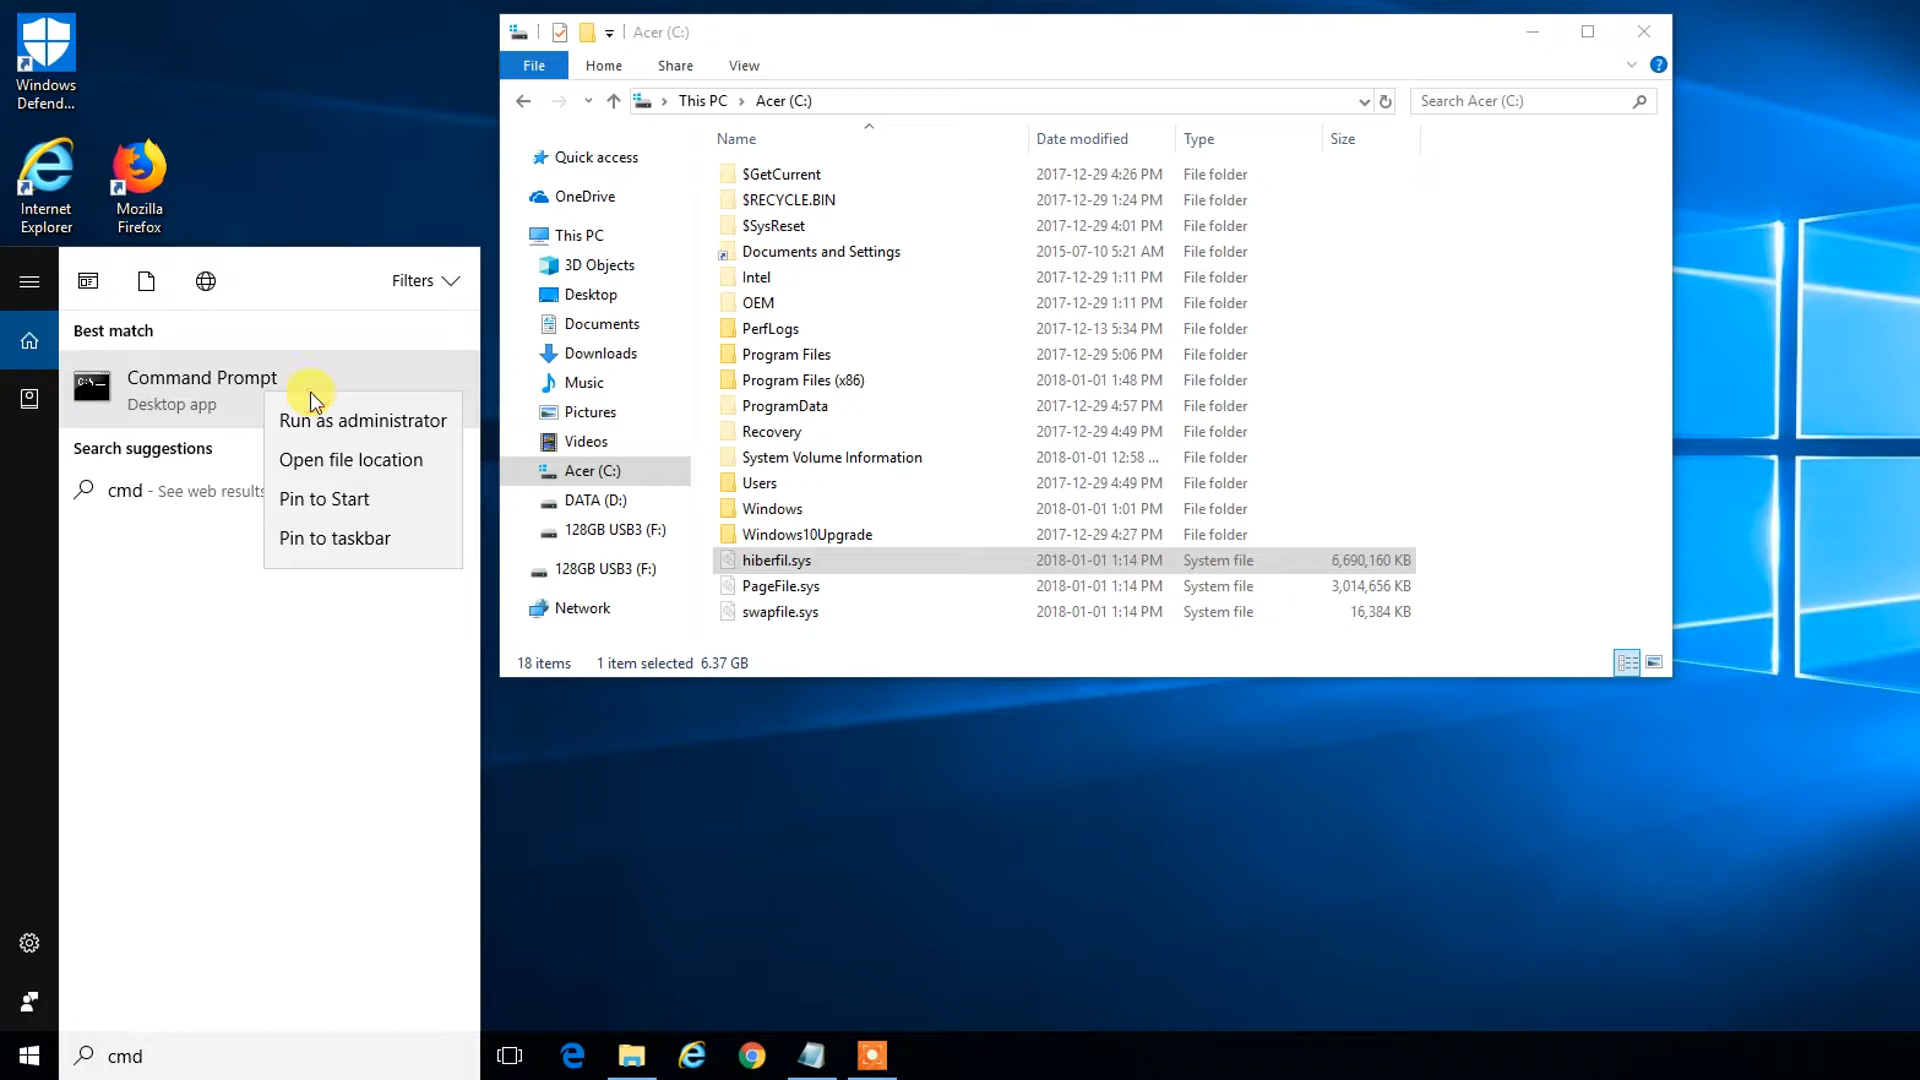 Windows
Defend...
Internet
Explorer
Mozilla
Firefox
Filters
Best match
Command Prompt
Desktop app
Search suggestions
cmd - See web results
Run as administrator
Open file location
Pin to Start
Pin to taskbar
cmd
Acer (C:)
File Home Share View
This PC Acer (C:)
Search Acer (C:)
Quick access
OneDrive
This PC
3D Objects
Desktop
Documents
Downloads
Music
Pictures
Videos
Acer (C:)
DATA (D:)
128GB USB3 (F:)
128GB USB3 (F:)
Network
Name Date modified Type Size
$GetCurrent 2017-12-29 4:26 PM File folder
$RECYCLE.BIN 2017-12-29 1:24 PM File folder
$SysReset 2017-12-29 4:01 PM File folder
Documents and Settings 2015-07-10 5:21 AM File folder
Intel 2017-12-29 1:11 PM File folder
OEM 2017-12-29 1:11 PM File folder
PerfLogs 2017-12-13 5:34 PM File folder
Program Files 2017-12-29 5:06 PM File folder
Program Files (x86) 2018-01-01 1:48 PM File folder
ProgramData 2017-12-29 4:57 PM File folder
Recovery 2017-12-29 4:49 PM File folder
System Volume Information 2018-01-01 12:58 ... File folder
Users 2017-12-29 4:49 PM File folder
Windows 2018-01-01 1:01 PM File folder
Windows10Upgrade 2017-12-29 4:27 PM File folder
hiberfil.sys 2018-01-01 1:14 PM System file 6,690,160 KB
PageFile.sys 2018-01-01 1:14 PM System file 3,014,656 KB
swapfile.sys 2018-01-01 1:14 PM System file 16,384 KB
18 items 1 item selected 6.37 GB